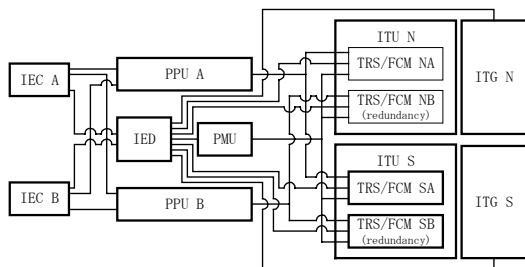 ITU N
IEC A
PPU A
TRS/FCM NA
ITG N
TRS/FCM NB
(redundancy)
IED
PMU
ITU S
TRS/FCM SA
IEC B
PPU B
ITG S
TRS/FCM SB
(redundancy)